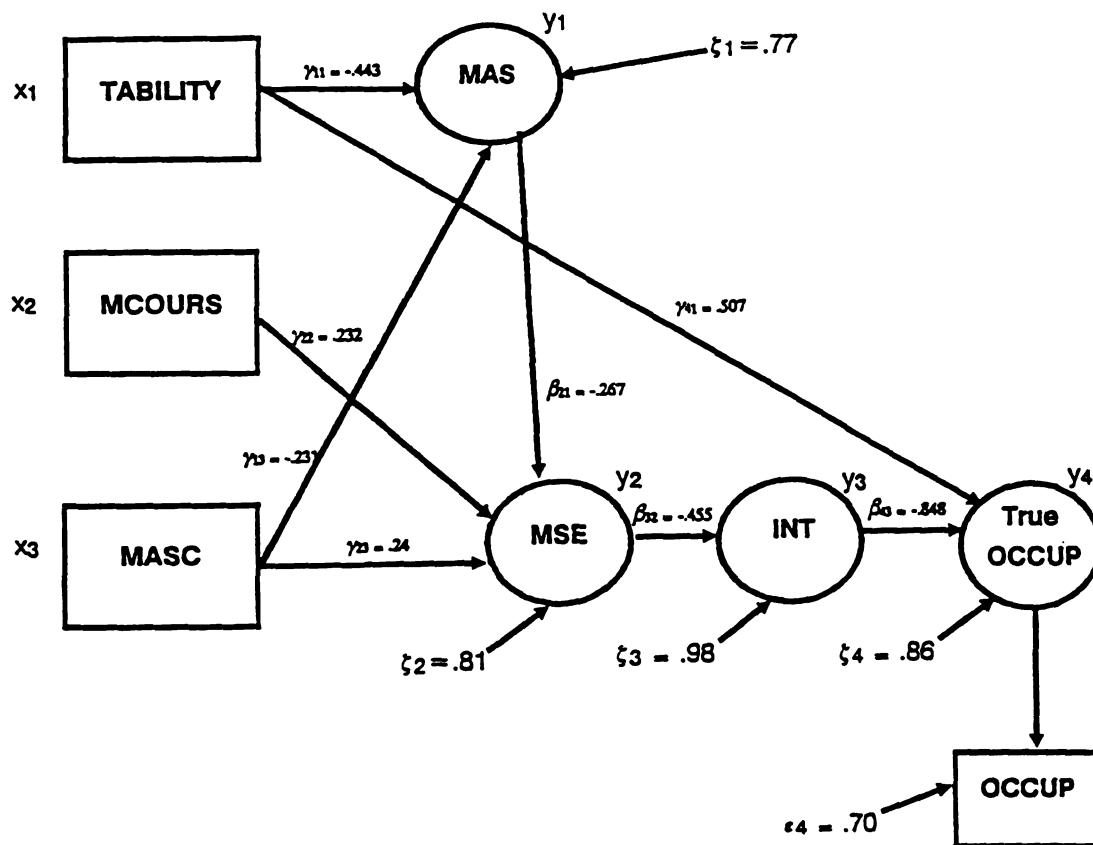 y1
ζ1 = .77
x1
TABILITY
γ11 = -.443
MAS
x2
MCOURS
γ22 = .232
γ41 = .507
β21 = -.267
γ13 = -.231
x3
MASC
γ23 = .24
y2
MSE
β32 = -.455
y3
INT
β43 = -.848
y4
True
OCCUP
ζ2 = .81
ζ3 = .98
ζ4 = .86
OCCUP
ϵ4 = .70